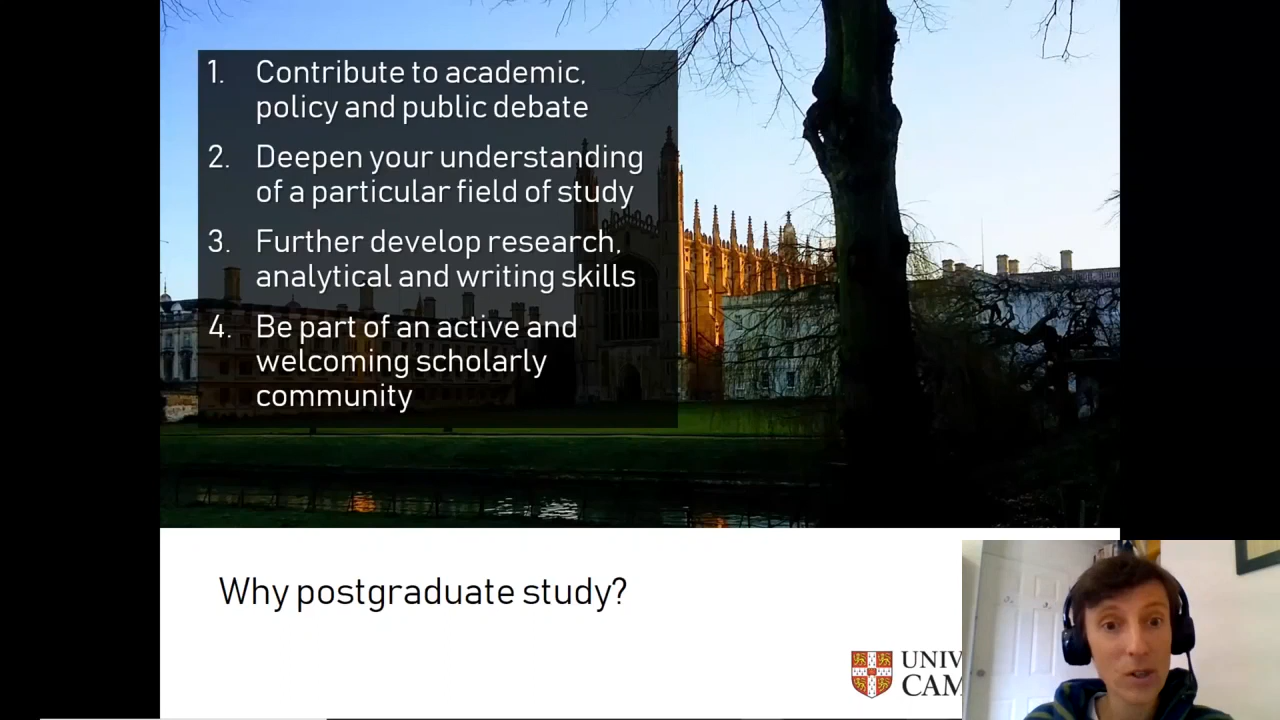 1. Contribute to academic,
policy and public debate
2. Deepen your understanding
of a particular field of study
3. Further develop research,
analytical and writing skills
4. Be part of an active and
welcoming scholarly
community
Why postgraduate study?
UNIV
CAM